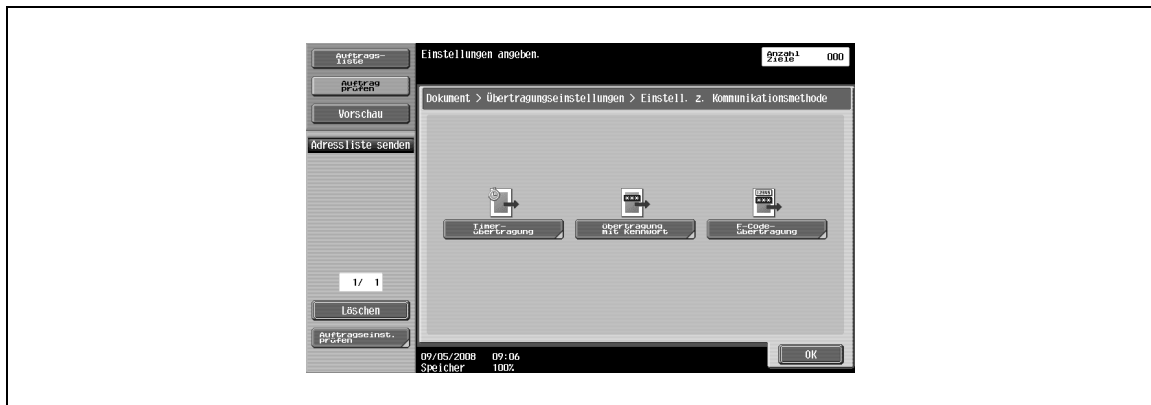 Auftrags-
liste
Auftrag
prüfen
Vorschau
Adressliste senden
1/ 1
Löschen
Auftragseinst.
prüfen
Einstellungen angeben.
Anzahl
Ziele 000
Dokument > Übertragungseinstellungen > Einstell. z. Kommunikationsmethode
Timer-
übertragung
Übertragung
mit Kennwort
F-Code-
übertragung
09/05/2008 09:06
Speicher 100%
OK